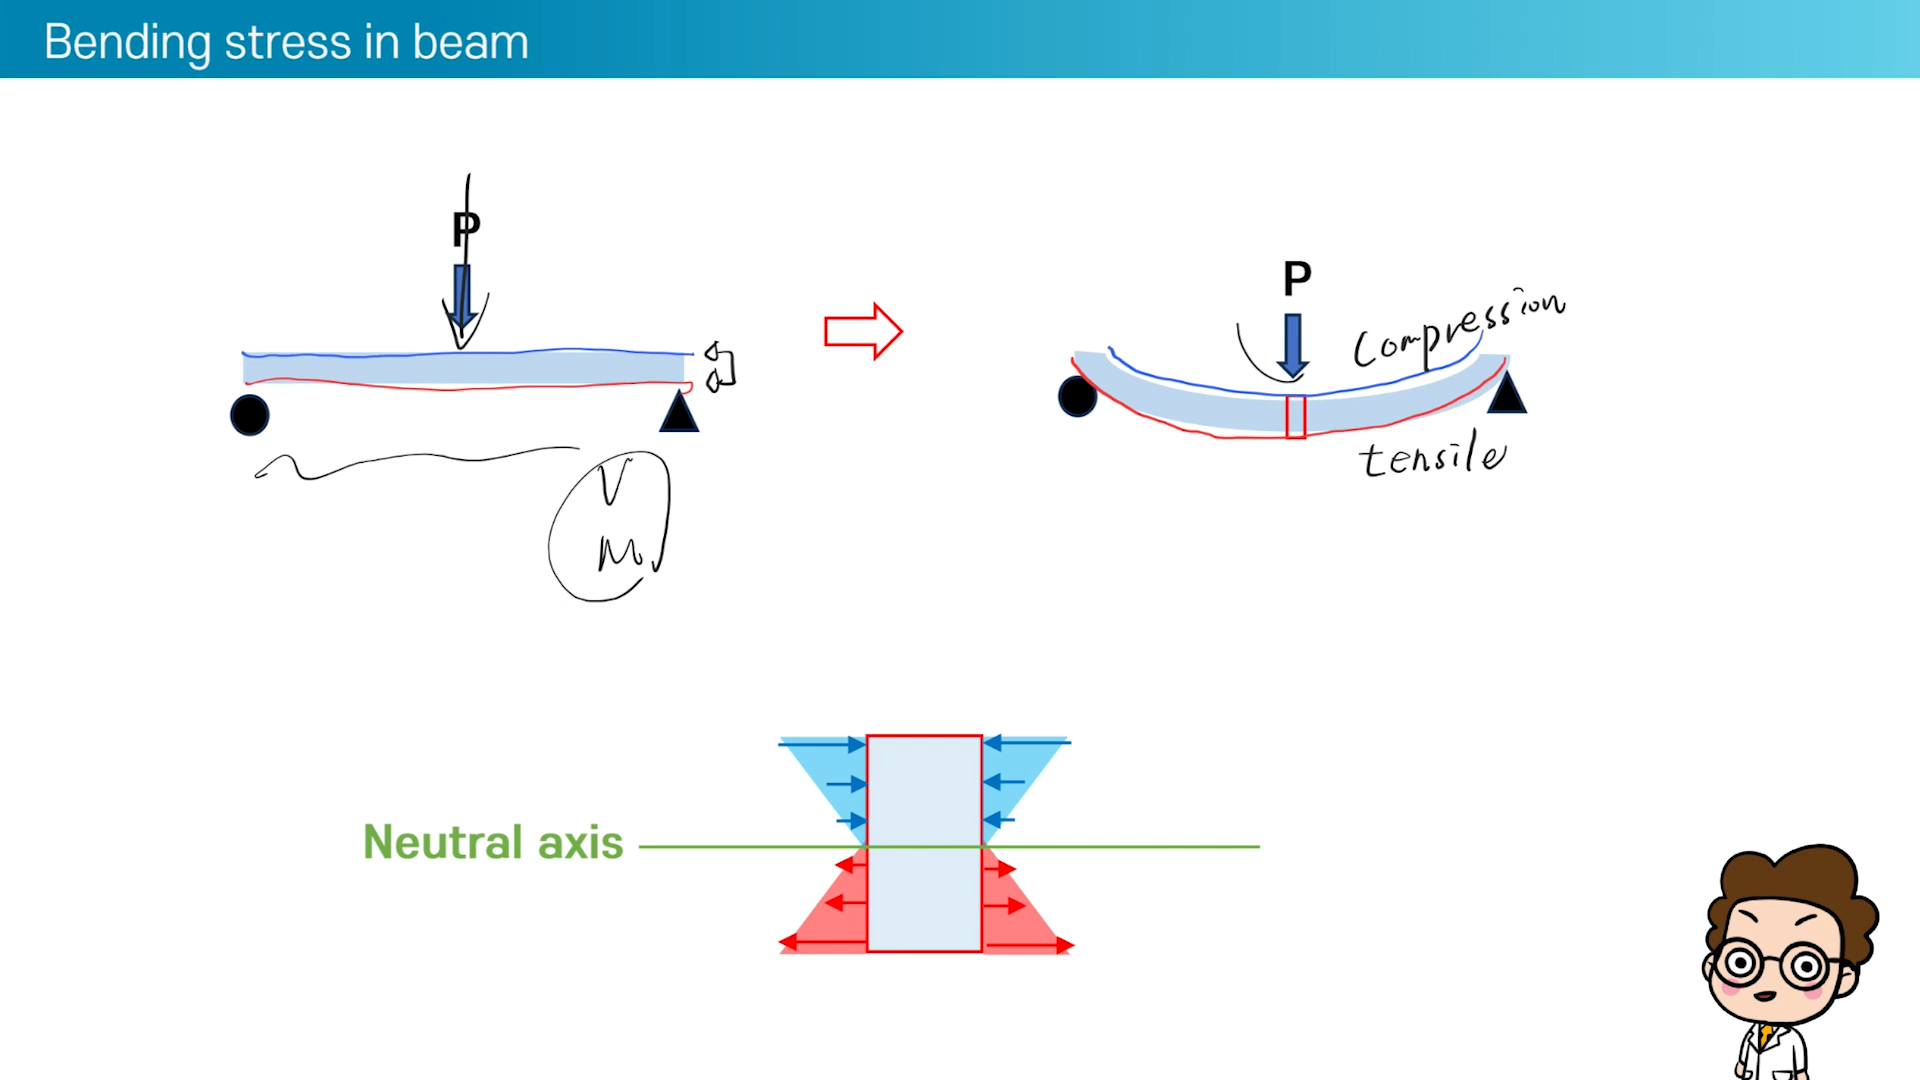 Bending stress in beam
P
P
Compression
tensile
V
M
Neutral axis